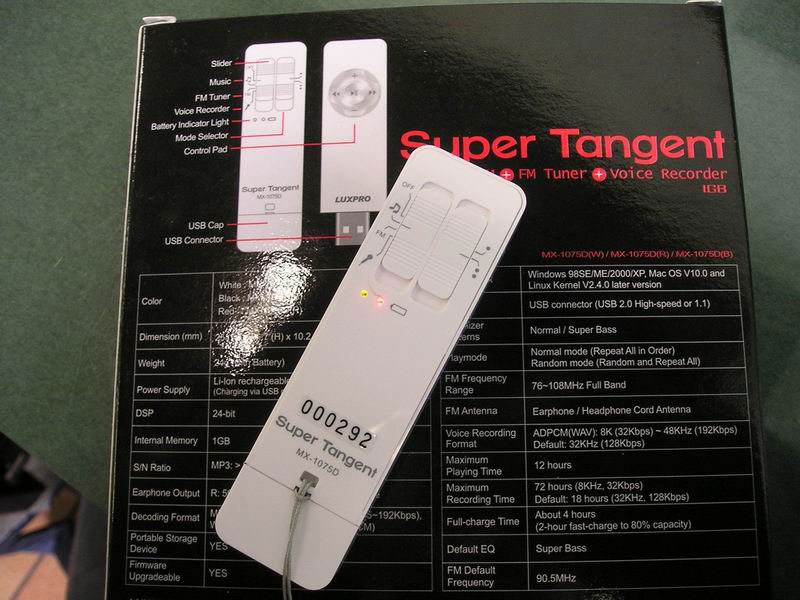 Slider
Music
FM Tuner
Voice Recorder
Battery Indicator Light
Mode Selector
Control Pad
Super Tangent
MX-1075D
LUXPRO
USB Cap
USB Connector
Super Tangent
+ FM Tuner + Voice Recorder
1GB
MX-1075D(W) / MX-1075D(R) / MX-1075D(B)
OFF
FM
000292
Super Tangent
MX-1075D
Color
White
Black
Red
Dimension (mm)
(H) x 10.2
Weight
Battery)
Power Supply
Li-Ion rechargeable
(Charging via USB
DSP
24-bit
Internal Memory
1GB
S/N Ratio
MP3: >
Earphone Output
R: 5
Decoding Format
~192Kbps),
Portable Storage
Device
YES
Firmware
Upgradeable
YES
Windows 98SE/ME/2000/XP, Mac OS V10.0 and
Linux Kernel V2.4.0 later version
USB connector (USB 2.0 High-speed or 1.1)
Normal / Super Bass
Normal mode (Repeat All in Order)
Random mode (Random and Repeat All)
FM Frequency
Range
76~108MHz Full Band
FM Antenna
Earphone / Headphone Cord Antenna
Voice Recording
Format
ADPCM(WAV): 8K (32Kbps) ~ 48KHz (192Kbps)
Default: 32KHz (128Kbps)
Maximum
Playing Time
12 hours
Maximum
Recording Time
72 hours (8KHz, 32Kbps)
Default: 18 hours (32KHz, 128Kbps)
Full-charge Time
About 4 hours
(2-hour fast-charge to 80% capacity)
Default EQ
Super Bass
FM Default
Frequency
90.5MHz